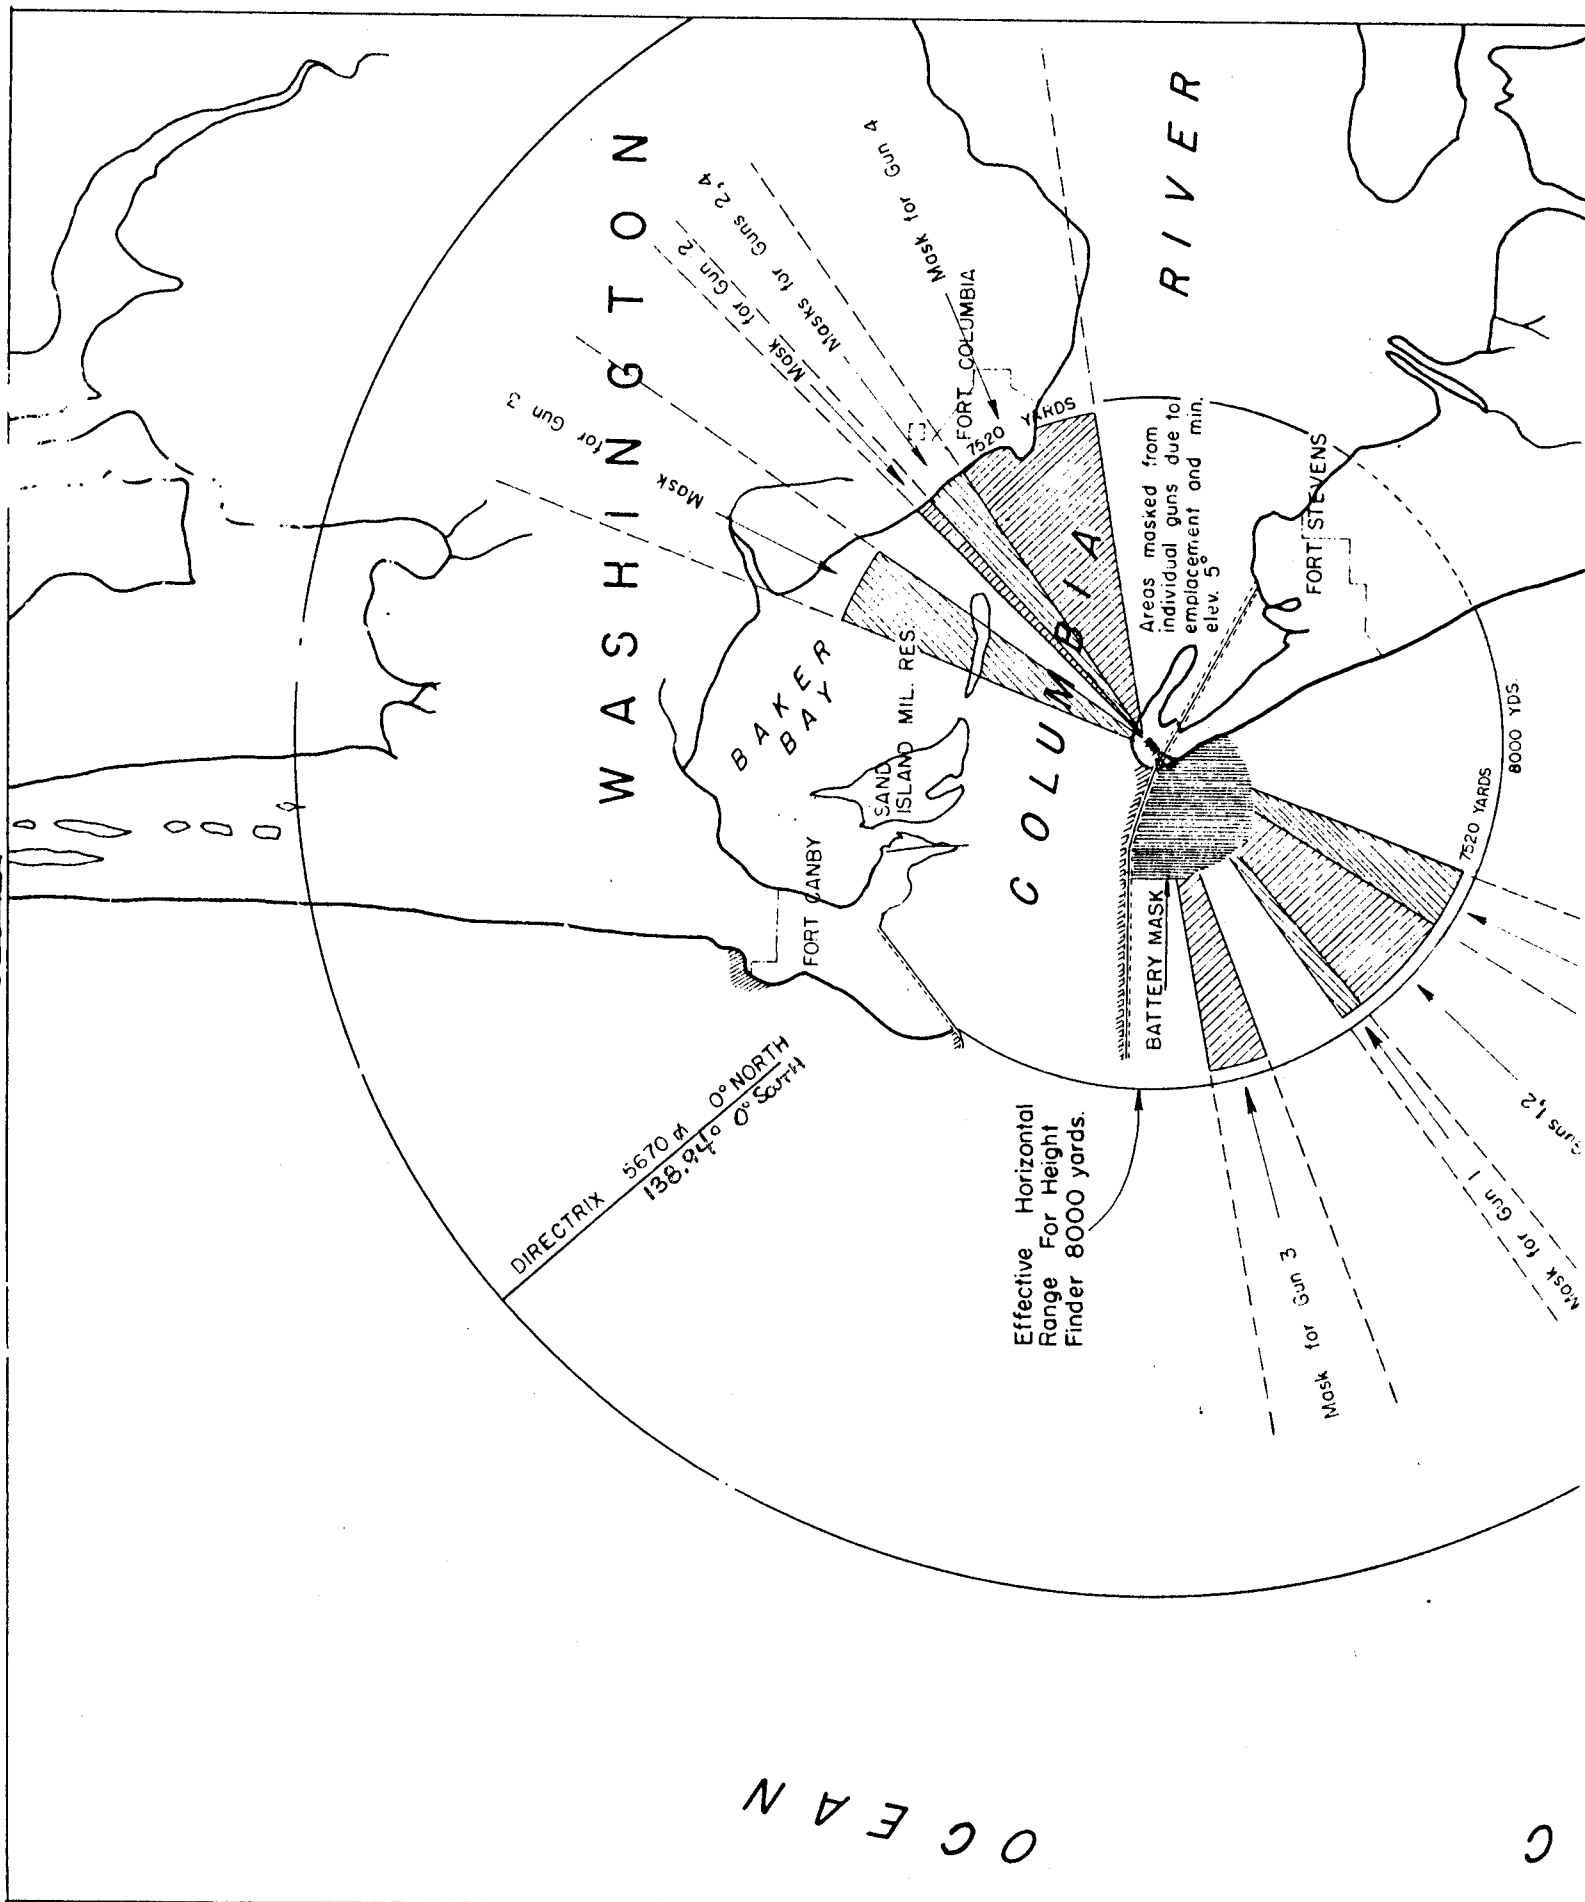 WASHINGTON
Mask for Gun 3
Mask for Gun 2
Masks for Guns 2,4
Mask for Gun 4
FORT COLUMBIA
7520 YARDS
RIVER
COLUMBIA
BAKER
BAY
SAND
ISLAND MIL. RES.
FORT CANBY
Areas masked from
individual guns due to
emplacement and min.
elev. 5°
FORT STEVENS
BATTERY MASK
7520 YARDS
8000 YDS.
DIRECTRIX 5670 ɱ 0° NORTH
138.94° 0° SOUTH
Effective Horizontal
Range For Height
Finder 8000 yards.
Mask for Gun 3
Mask for Gun 1
Guns 1,2
OCEAN
C